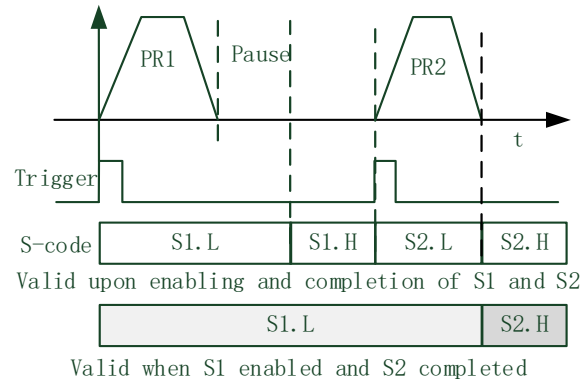 PR1
Pause
PR2
t
Trigger
S-code S1.L S1.H S2.L S2.H
Valid upon enabling and completion of S1 and S2
S1.L S2.H
Valid when S1 enabled and S2 completed